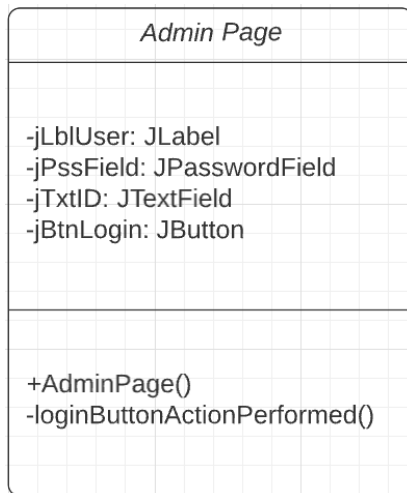 Admin Page
-jLblUser: JLabel
-jPssField: JPasswordField
-jTxtID: JTextField
-jBtnLogin: JButton
+AdminPage()
-loginButtonActionPerformed()